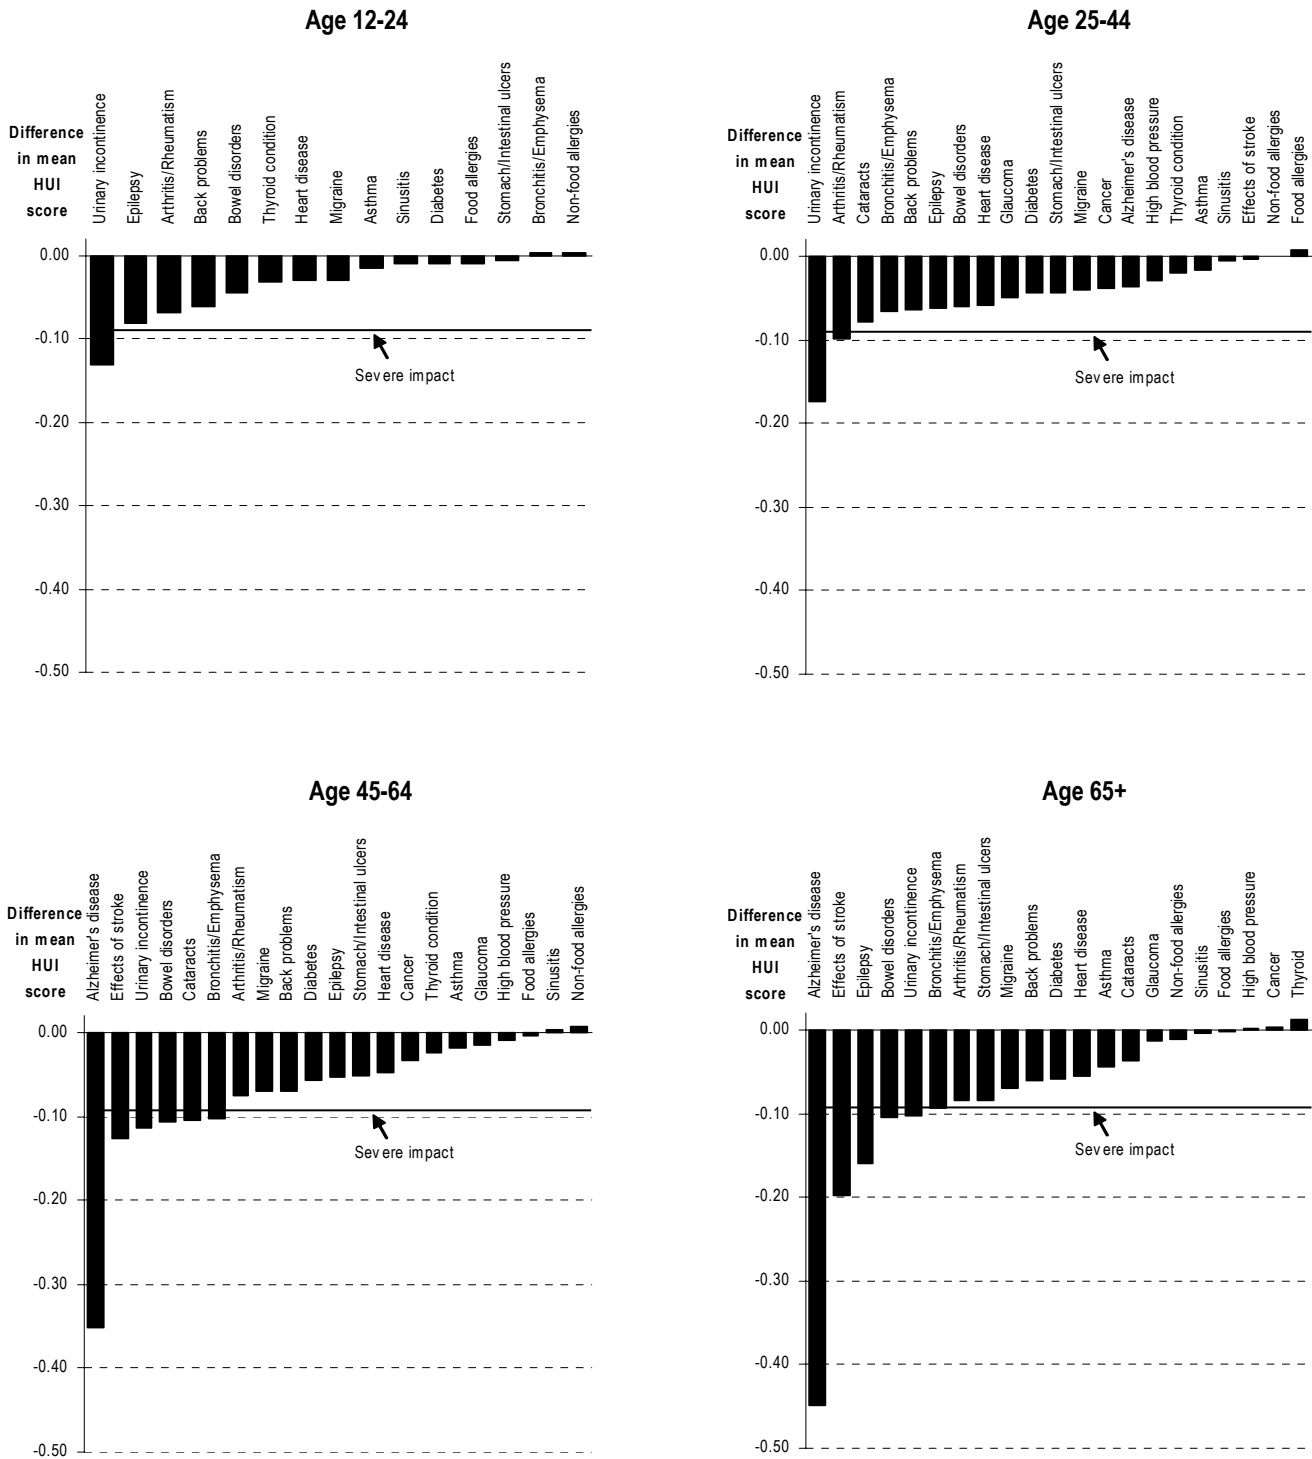 Age 12-24
Difference
in mean
HUI
score
Urinary incontinence
Epilepsy
Arthritis/Rheumatism
Back problems
Bowel disorders
Thyroid condition
Heart disease
Migraine
Asthma
Sinusitis
Diabetes
Food allergies
Stomach/Intestinal ulcers
Bronchitis/Emphysema
Non-food allergies
0.00
-0.10
-0.20
-0.30
-0.40
-0.50
Severe impact
Age 25-44
Difference
in mean
HUI
score
Urinary incontinence
Arthritis/Rheumatism
Cataracts
Bronchitis/Emphysema
Back problems
Epilepsy
Bowel disorders
Heart disease
Glaucoma
Diabetes
Stomach/Intestinal ulcers
Migraine
Cancer
Alzheimer's disease
High blood pressure
Thyroid condition
Asthma
Sinusitis
Effects of stroke
Non-food allergies
Food allergies
0.00
-0.10
-0.20
-0.30
-0.40
-0.50
Severe impact
Age 45-64
Difference
in mean
HUI
score
Alzheimer's disease
Effects of stroke
Urinary incontinence
Bowel disorders
Cataracts
Bronchitis/Emphysema
Arthritis/Rheumatism
Migraine
Back problems
Diabetes
Epilepsy
Stomach/Intestinal ulcers
Heart disease
Cancer
Thyroid condition
Asthma
Glaucoma
High blood pressure
Food allergies
Sinusitis
Non-food allergies
0.00
-0.10
-0.20
-0.30
-0.40
-0.50
Severe impact
Age 65+
Difference
in mean
HUI
score
Alzheimer's disease
Effects of stroke
Epilepsy
Bowel disorders
Urinary incontinence
Bronchitis/Emphysema
Arthritis/Rheumatism
Stomach/Intestinal ulcers
Migraine
Back problems
Diabetes
Heart disease
Asthma
Cataracts
Glaucoma
Non-food allergies
Sinusitis
Food allergies
High blood pressure
Cancer
Thyroid
0.00
-0.10
-0.20
-0.30
-0.40
-0.50
Severe impact